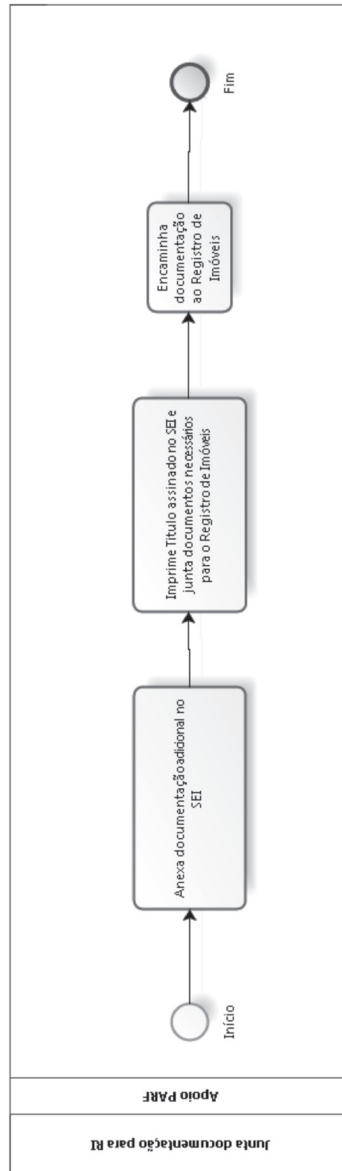 Junta documentação para RI
Apoio PARF
Início
Anexa documentação adicional no
SEI
Imprime Título assinado no SEI e
junta documentos necessários
para o Registro de Imóveis
Encaminha
documentação
ao Registro de
Imóveis
Fim